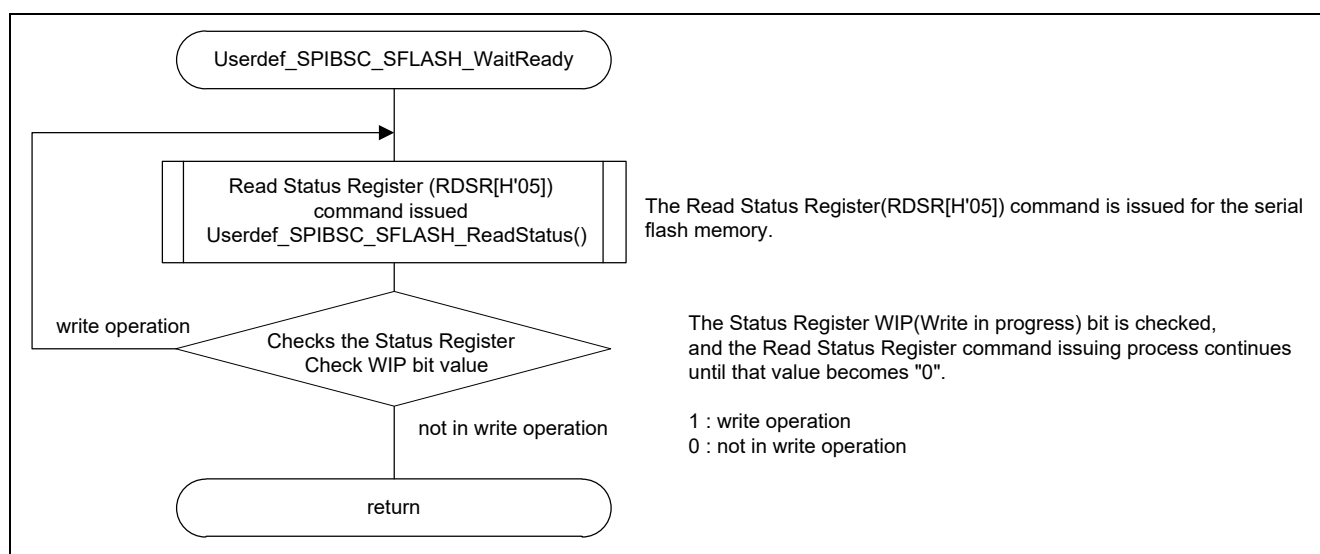 Userdef_SPIBSC_SFLASH_WaitReady
Read Status Register (RDSR[H'05])
command issued
Userdef_SPIBSC_SFLASH_ReadStatus()
The Read Status Register(RDSR[H'05]) command is issued for the serial
flash memory.
write operation
Checks the Status Register
Check WIP bit value
The Status Register WIP(Write in progress) bit is checked,
and the Read Status Register command issuing process continues
until that value becomes "0".
1 : write operation
0 : not in write operation
not in write operation
return